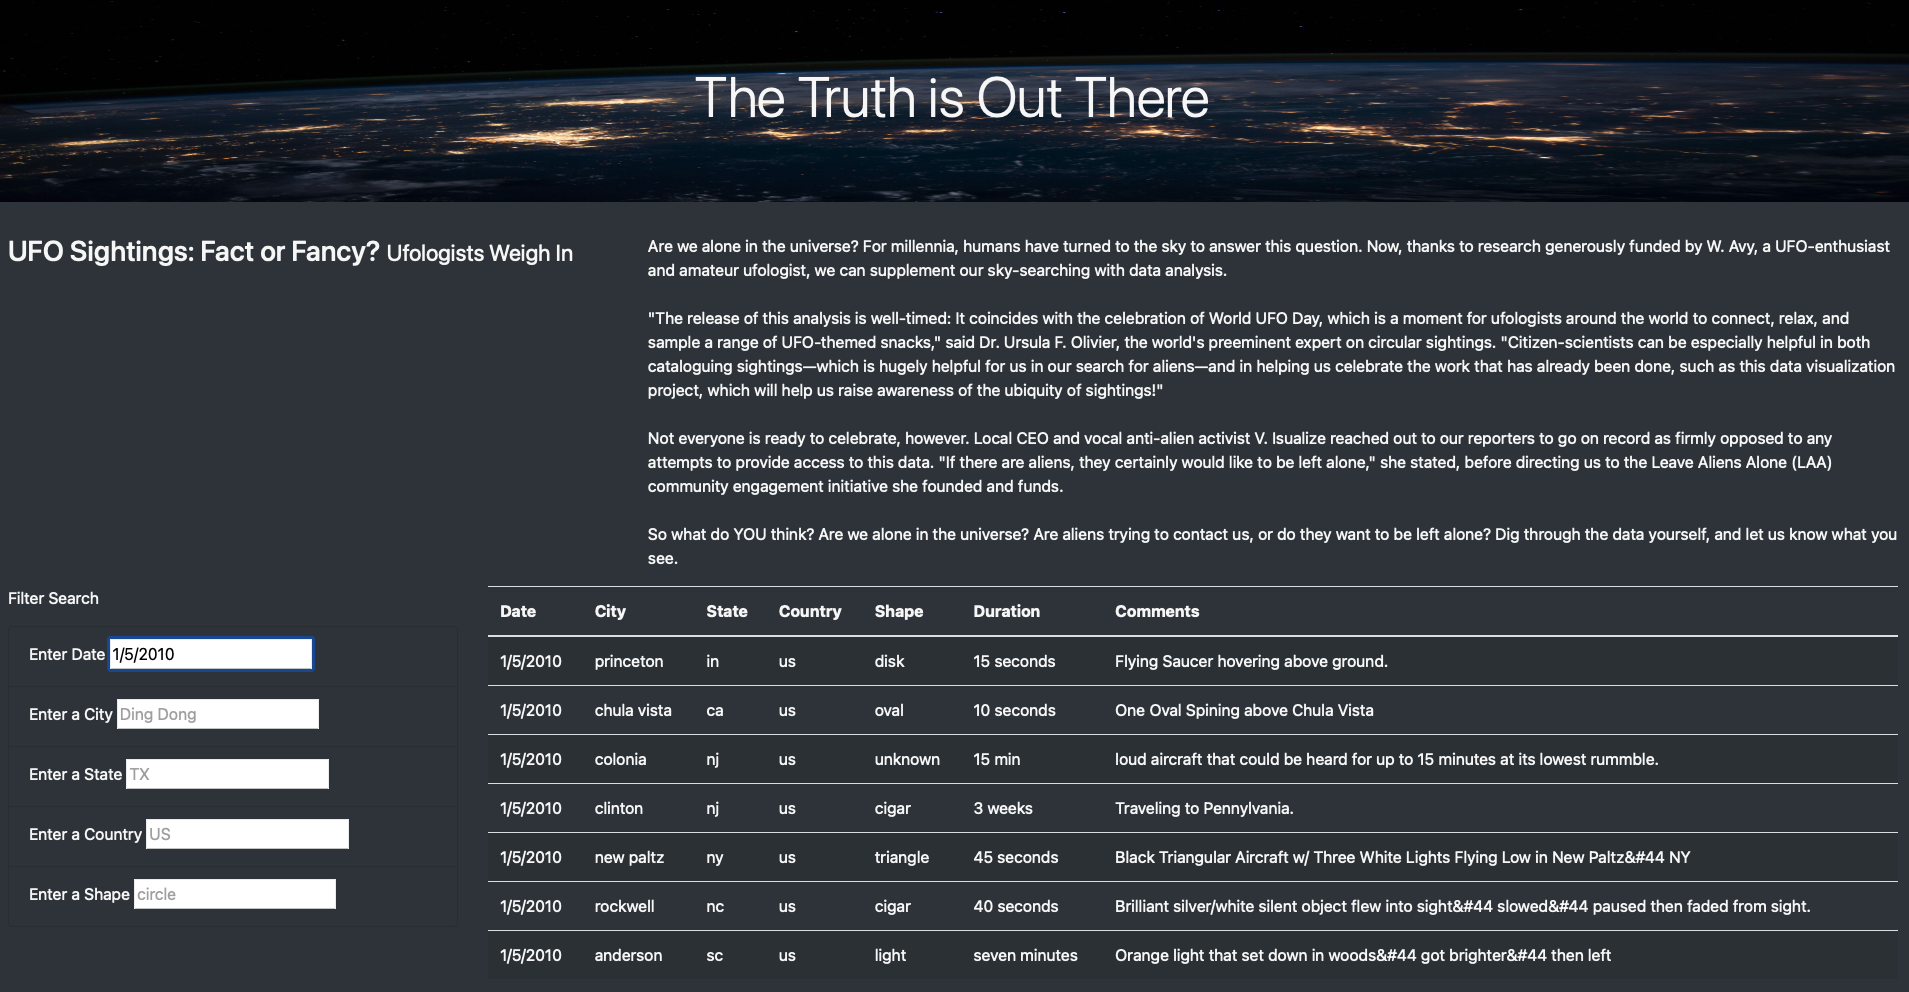 The Truth is Out There
UFO Sightings: Fact or Fancy? Ufologists Weigh In
Are we alone in the universe? For millennia, humans have turned to the sky to answer this question. Now, thanks to research generously funded by W. Avy, a UFO-enthusiast
and amateur ufologist, we can supplement our sky-searching with data analysis.
"The release of this analysis is well-timed: It coincides with the celebration of World UFO Day, which is a moment for ufologists around the world to connect, relax, and
sample a range of UFO-themed snacks," said Dr. Ursula F. Olivier, the world's preeminent expert on circular sightings. "Citizen-scientists can be especially helpful in both
cataloguing sightings—which is hugely helpful for us in our search for aliens—and in helping us celebrate the work that has already been done, such as this data visualization
project, which will help us raise awareness of the ubiquity of sightings!"
Not everyone is ready to celebrate, however. Local CEO and vocal anti-alien activist V. Isualize reached out to our reporters to go on record as firmly opposed to any
attempts to provide access to this data. "If there are aliens, they certainly would like to be left alone," she stated, before directing us to the Leave Aliens Alone (LAA)
community engagement initiative she founded and funds.
So what do YOU think? Are we alone in the universe? Are aliens trying to contact us, or do they want to be left alone? Dig through the data yourself, and let us know what you
see.
Filter Search
Enter Date 1/5/2010
Enter a City Ding Dong
Enter a State TX
Enter a Country US
Enter a Shape circle
Date City State Country Shape Duration Comments
1/5/2010 princeton in us disk 15 seconds Flying Saucer hovering above ground.
1/5/2010 chula vista ca us oval 10 seconds One Oval Spining above Chula Vista
1/5/2010 colonia nj us unknown 15 min loud aircraft that could be heard for up to 15 minutes at its lowest rummble.
1/5/2010 clinton nj us cigar 3 weeks Traveling to Pennylvania.
1/5/2010 new paltz ny us triangle 45 seconds Black Triangular Aircraft w/ Three White Lights Flying Low in New Paltz&#44 NY
1/5/2010 rockwell nc us cigar 40 seconds Brilliant silver/white silent object flew into sight&#44 slowed&#44 paused then faded from sight.
1/5/2010 anderson sc us light seven minutes Orange light that set down in woods&#44 got brighter&#44 then left